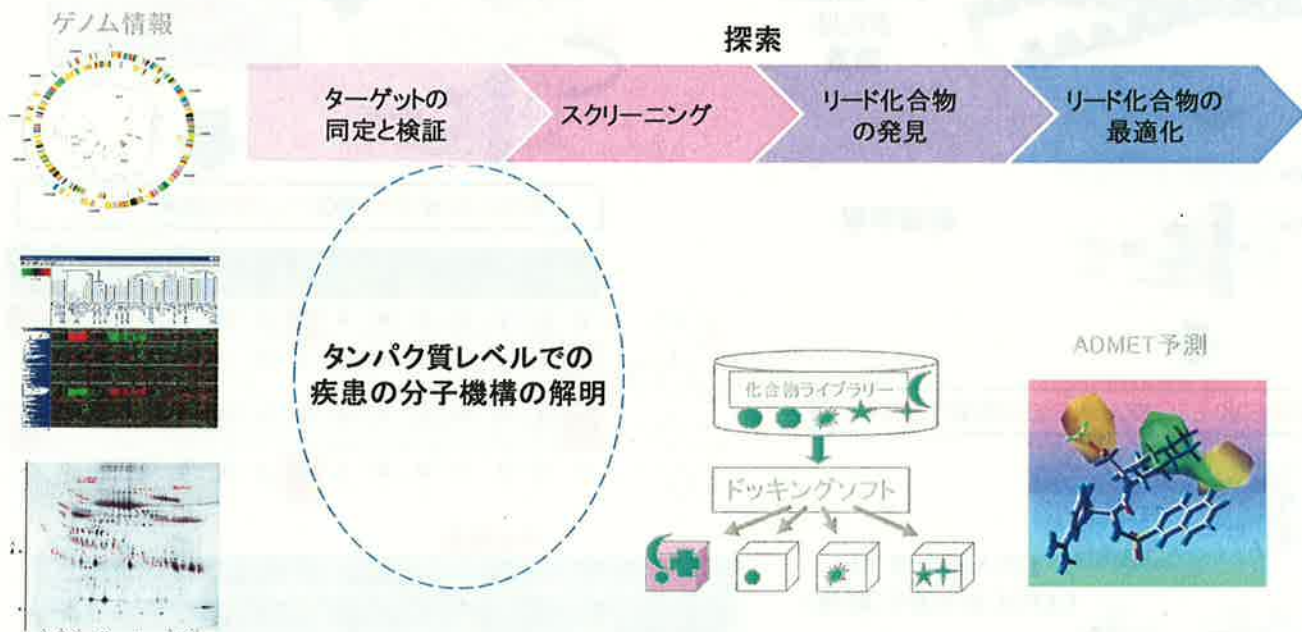 ゲノム情報
探索
ターゲットの
同定と検証
スクリーニング
リード化合物
の発見
リード化合物の
最適化
タンパク質レベルでの
疾患の分子機構の解明
化合物ライブラリー
ドッキングソフト
ADMET予測